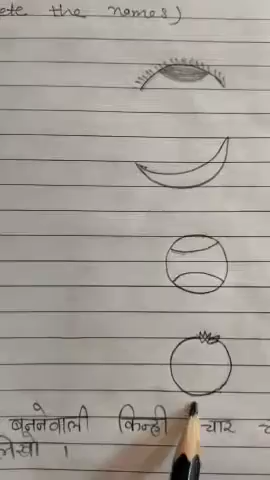 ete the names)
बननेवाली किन्ही चार
लिखो ।